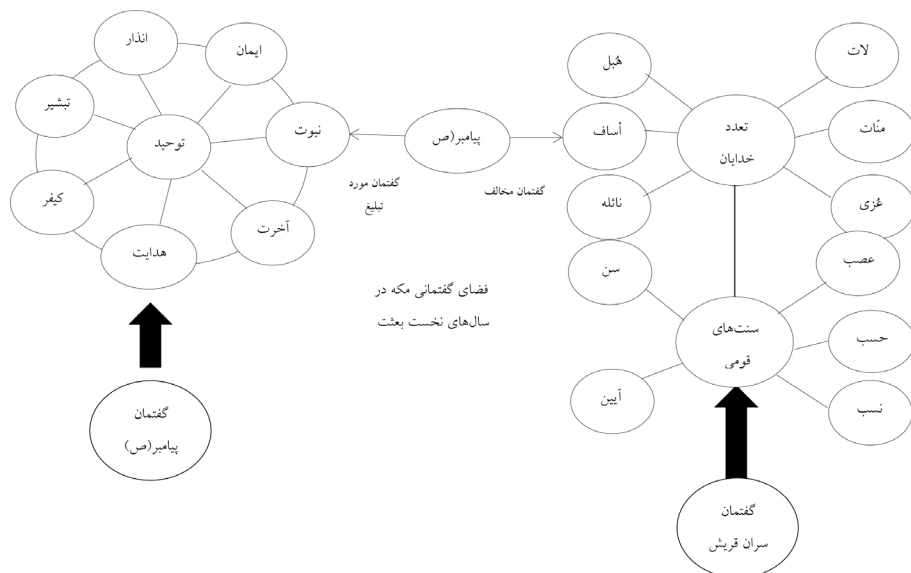 لات
هُبل
منّات
تعدد
خدایان
أساف
عُزی
نائله
عصب
سن
سنت‌های
قومی
حسب
نسب
آیین
گفتمان
سران قریش
پیامبر(ص)
گفتمان مخالف
گفتمان مورد
تبلیغ
فضای گفتمانی مکه در
سال‌های نخست بعثت
انذار
ایمان
تبشیر
نبوت
توحید
کیفر
آخرت
هدایت
گفتمان
پیامبر(ص)